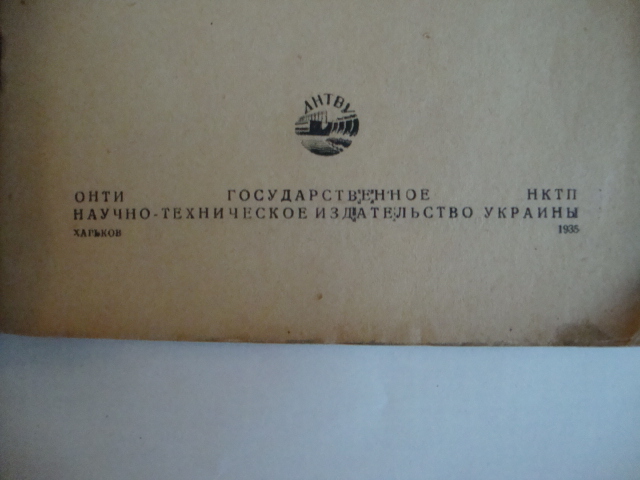 ДНТВУ
ОНТИ ГОСУДАРСТВЕННОЕ НКТП
НАУЧНО-ТЕХНИЧЕСКОЕ ИЗДАТЕЛЬСТВО УКРАИНЫ
ХАРЬКОВ 1935